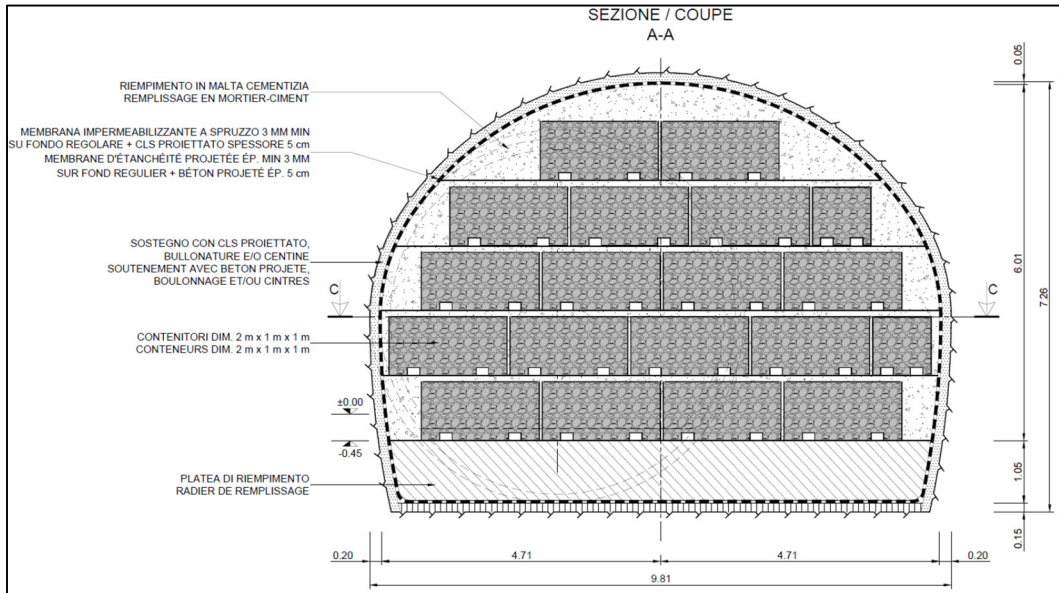 SEZIONE / COUPE
A-A
RIEMPIMENTO IN MALTA CEMENTIZIA
REMPLISSAGE EN MORTIER-CIMENT
MEMBRANA IMPERMEABILIZZANTE A SPRUZZO 3 MM MIN
SU FONDO REGOLARE + CLS PROIETTATO SPESSORE 5 cm
MEMBRANE D'ÉTANCHÉITÉ PROJETÉE ÉP. MIN 3 MM
SUR FOND REGULIER + BÉTON PROJETÉ ÉP. 5 cm
SOSTEGNO CON CLS PROIETTATO,
BULLONATURE E/O CENTINE
SOUTENEMENT AVEC BETON PROJETE,
BOULONNAGE ET/OU CINTRES
C
C
CONTENITORI DIM. 2 m x 1 m x 1 m
CONTENEURS DIM. 2 m x 1 m x 1 m
±0.00
-0.45
PLATEA DI RIEMPIMENTO
RADIER DE REMPLISSAGE
0.05
6.01
7.26
1.05
0.15
0.20
4.71
4.71
0.20
9.81